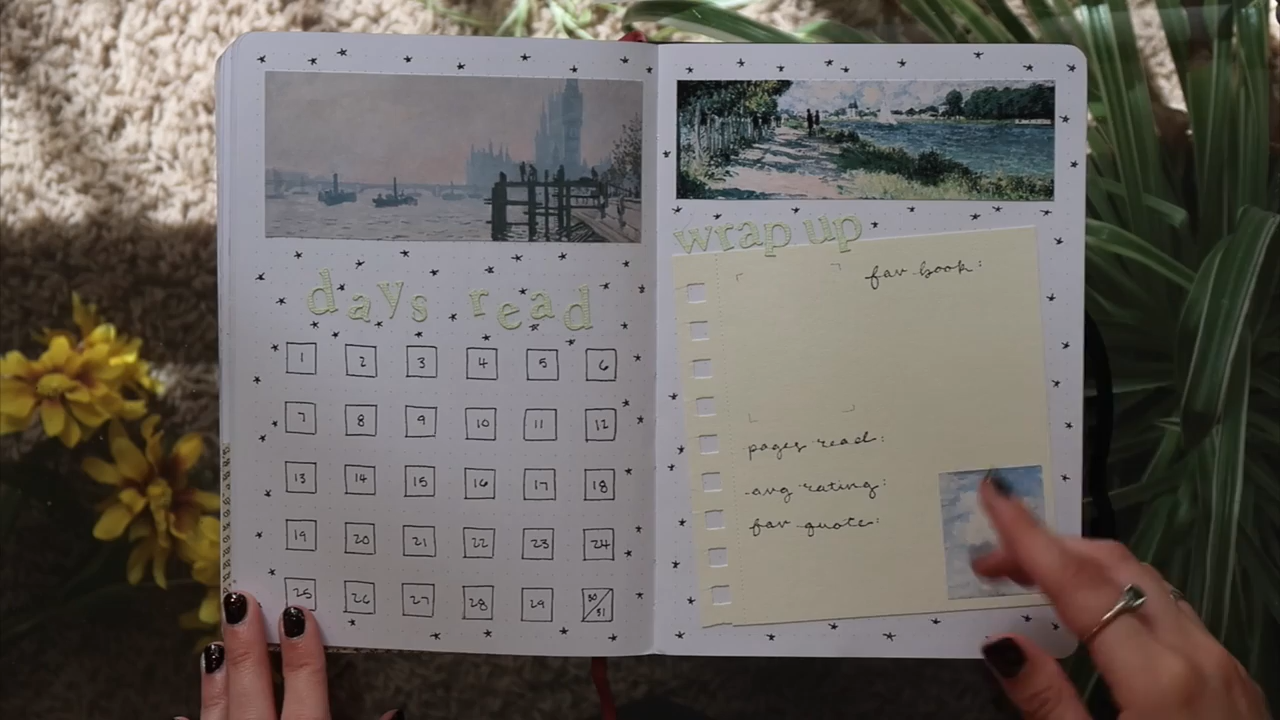 days read
1 2 3 4 5 6
7 8 9 10 11 12
13 14 15 16 17 18
19 20 21 22 23 24
25 26 27 28 29 30/31
wrap up
fav book:
pages read:
avg rating:
fav quote: